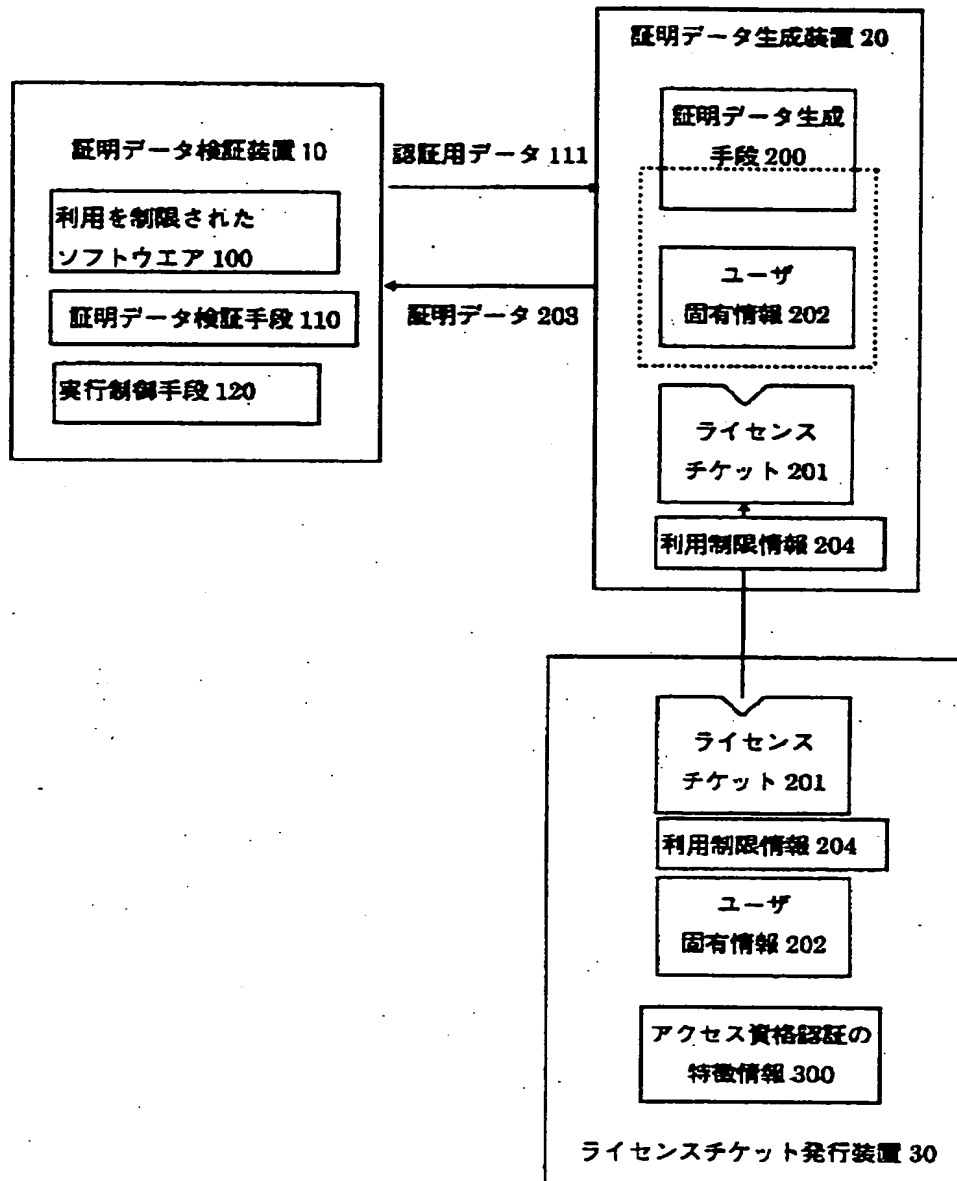 証明データ生成装置 20
証明データ生成
手段 200
証明データ検証装置 10
認証用データ 111
利用を制限された
ソフトウエア 100
ユーザ
固有情報 202
証明データ検証手段 110
証明データ 203
実行制御手段 120
ライセンス
チケット 201
利用制限情報 204
ライセンス
チケット 201
利用制限情報 204
ユーザ
固有情報 202
アクセス資格認証の
特徴情報 300
ライセンスチケット発行装置 30